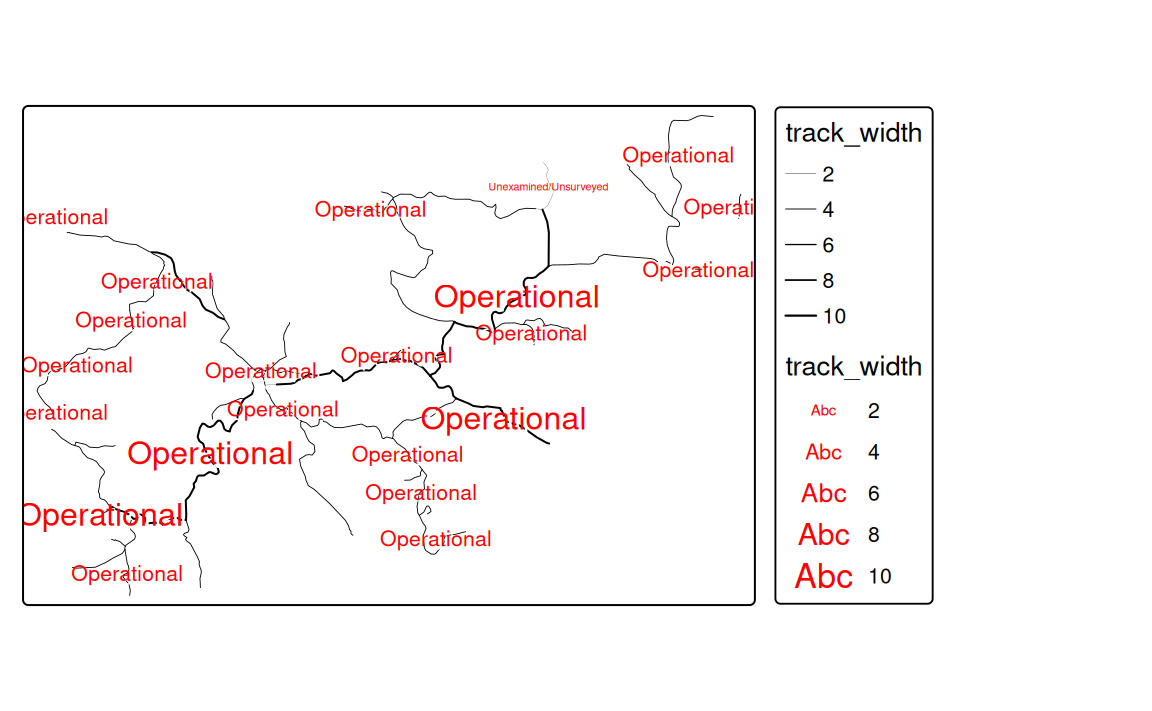 Operational
Unexamined/Unsurveyed
Operational
Operati
erational
Operational
Operational
Operational
Operational
Operational
Operational
Operational
Operational
Operational
erational
Operational
Operational
Operational
Operational
Operational
Operational
Operational
Operational
track_width
2
4
6
8
10
track_width
Abc 2
Abc 4
Abc 6
Abc 8
Abc 10